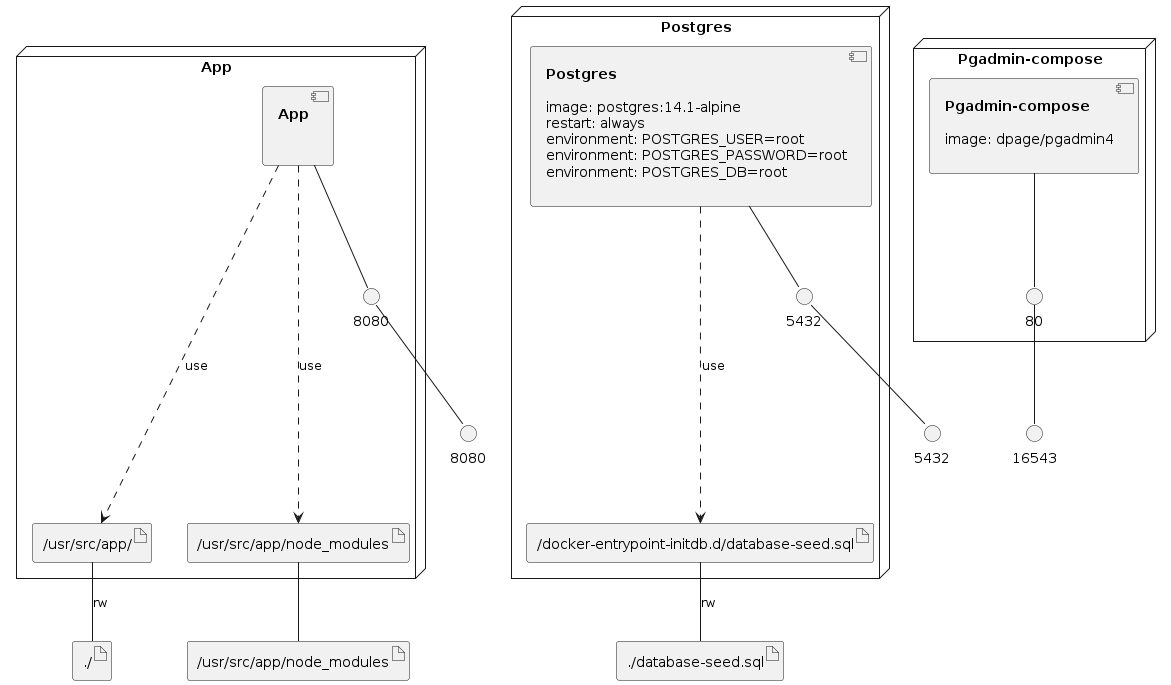 App
App
8080
use
use
8080
/usr/src/app/
/usr/src/app/node_modules
rw
./
/usr/src/app/node_modules
Postgres
Postgres
image: postgres:14.1-alpine
restart: always
environment: POSTGRES_USER=root
environment: POSTGRES_PASSWORD=root
environment: POSTGRES_DB=root
5432
use
5432
/docker-entrypoint-initdb.d/database-seed.sql
rw
./database-seed.sql
Pgadmin-compose
Pgadmin-compose
image: dpage/pgadmin4
80
16543